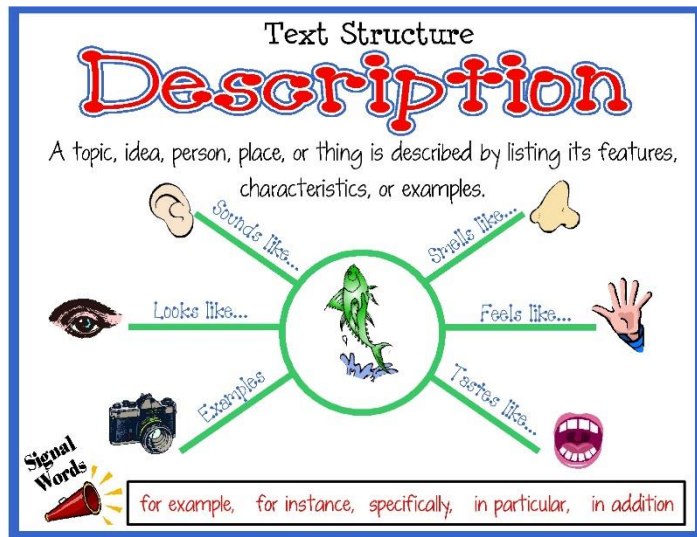 Text Structure
Description
A topic, idea, person, place, or thing is described by listing its features,
characteristics, or examples.
Sounds like...
Smells like...
Looks like...
Feels like...
Examples
Tastes like...
Signal
Words
for example, for instance, specifically, in particular, in addition